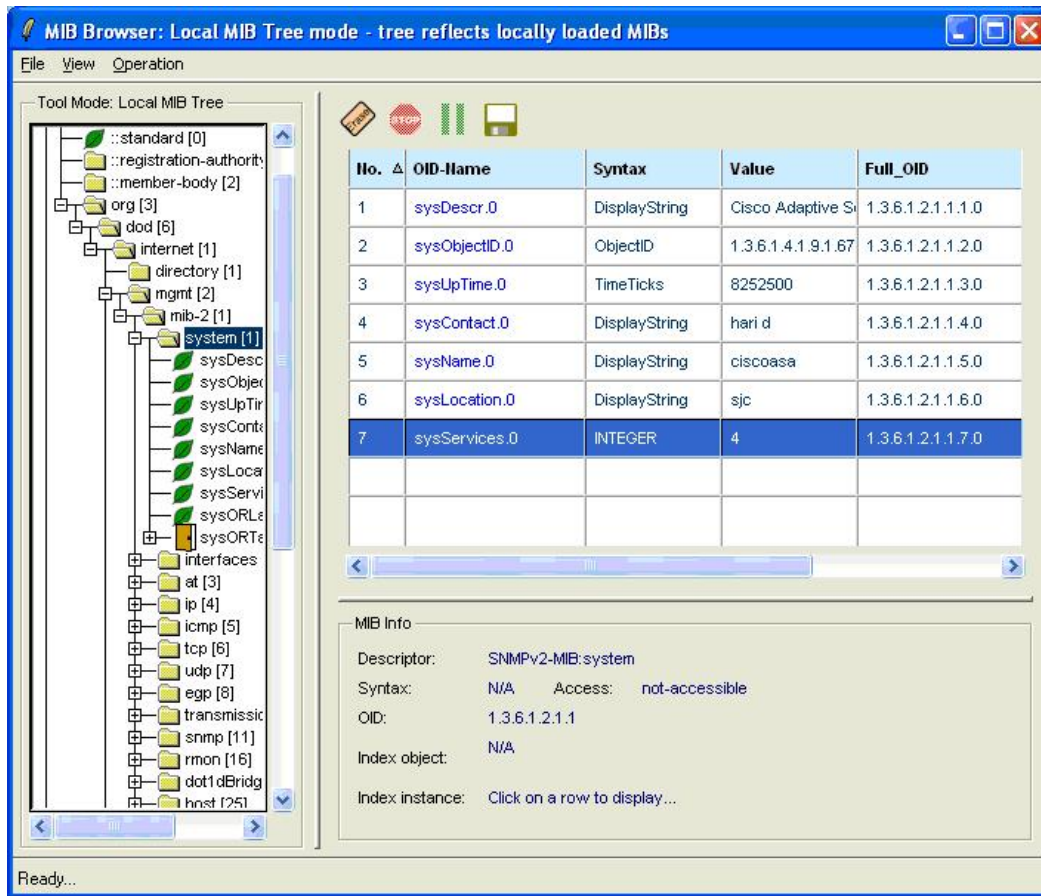 MIB Browser: Local MIB Tree mode - tree reflects locally loaded MIBs
File View Operation
Tool Mode: Local MIB Tree
::standard [0]
::registration-authority
::member-body [2]
org [3]
dod [6]
internet [1]
directory [1]
mgmt [2]
mib-2 [1]
system [1]
sysDesc
sysObjec
sysUpTir
sysConta
sysName
sysLoca
sysServi
sysORLa
sysORTa
interfaces
at [3]
ip [4]
icmp [5]
tcp [6]
udp [7]
egp [8]
transmissic
snmp [11]
rmon [16]
dot1dBridg
host [25]
Erase STOP
No. OID-Name Syntax Value Full_OID
1 sysDescr.0 DisplayString Cisco Adaptive Se 1.3.6.1.2.1.1.1.0
2 sysObjectID.0 ObjectID 1.3.6.1.4.1.9.1.67 1.3.6.1.2.1.1.2.0
3 sysUpTime.0 TimeTicks 8252500 1.3.6.1.2.1.1.3.0
4 sysContact.0 DisplayString hari d 1.3.6.1.2.1.1.4.0
5 sysName.0 DisplayString ciscoasa 1.3.6.1.2.1.1.5.0
6 sysLocation.0 DisplayString sjc 1.3.6.1.2.1.1.6.0
7 sysServices.0 INTEGER 4 1.3.6.1.2.1.1.7.0
MIB Info
Descriptor: SNMPv2-MIB:system
Syntax: N/A Access: not-accessible
OID: 1.3.6.1.2.1.1
Index object: N/A
Index instance: Click on a row to display...
Ready...